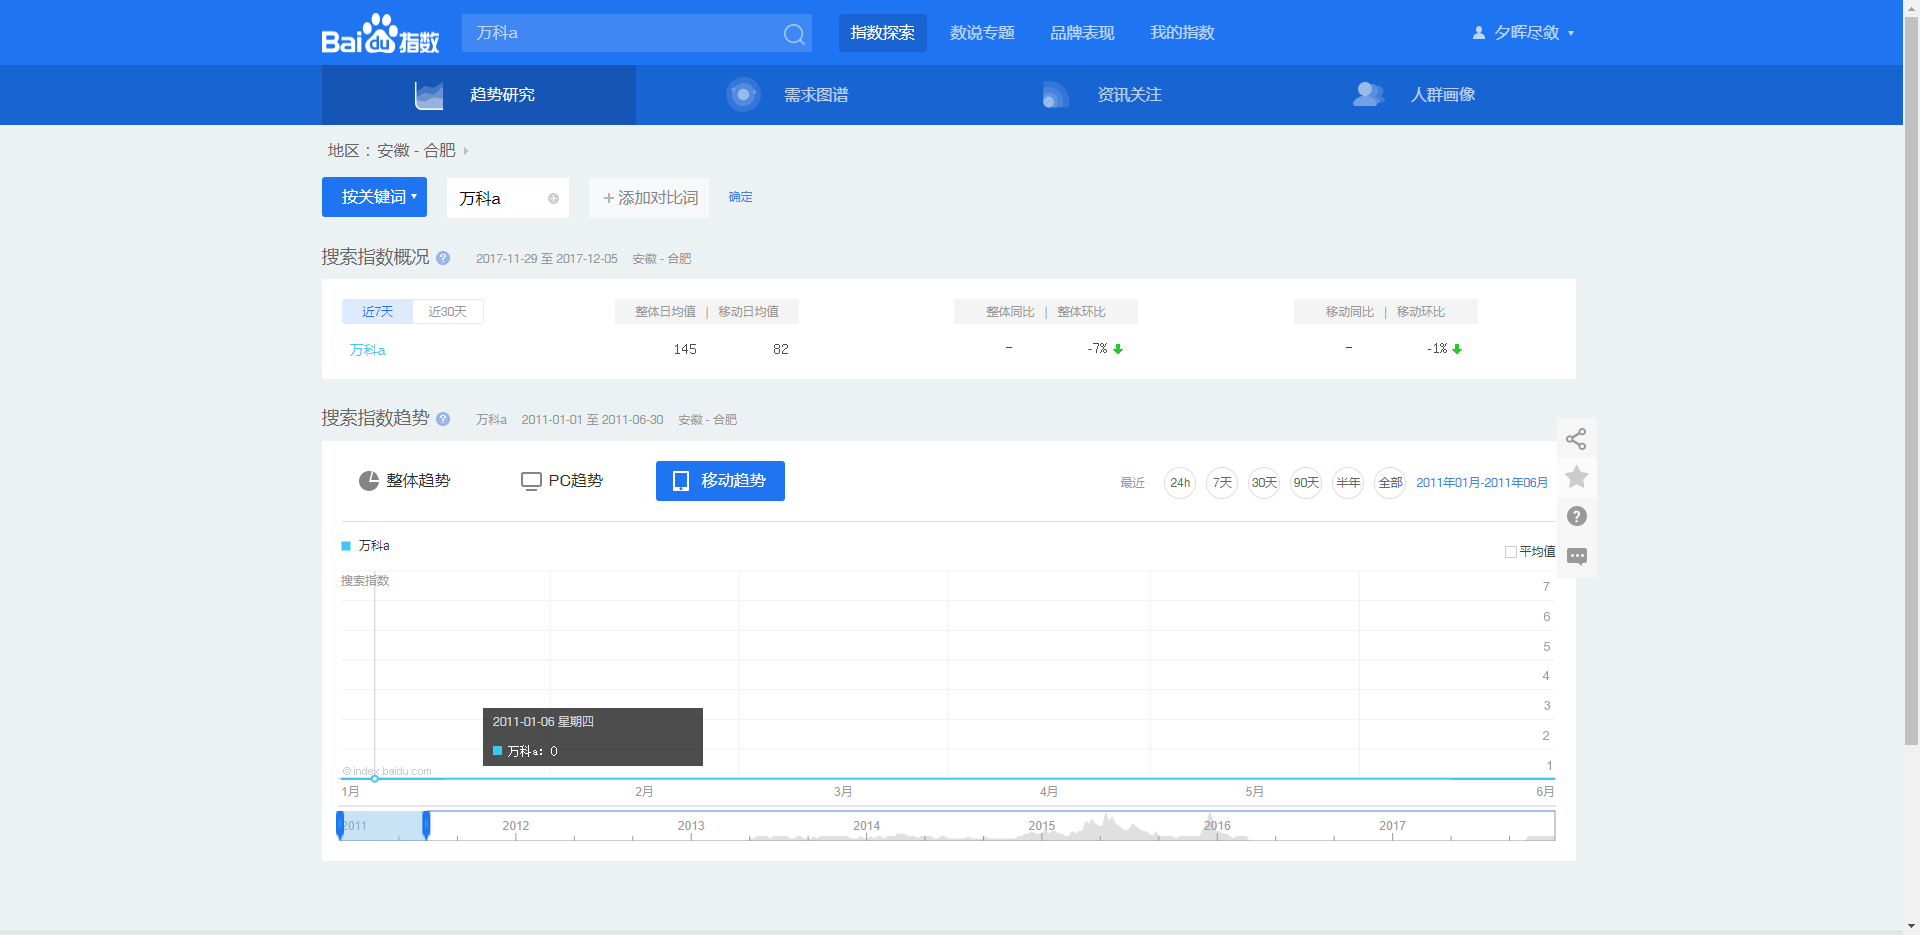 Baidu指数
万科a
指数探索 数说专题 品牌表现 我的指数
夕晖尽敛
趋势研究 需求图谱 资讯关注 人群画像
地区： 安徽 - 合肥
按关键词 万科a + 添加对比词 确定
搜索指数概况 ? 2017-11-29 至 2017-12-05 安徽 - 合肥
近7天 近30天 整体日均值 | 移动日均值 整体同比 | 整体环比 移动同比 | 移动环比
万科a 145 82 - -7% - -1%
搜索指数趋势 ? 万科a 2011-01-01 至 2011-06-30 安徽 - 合肥
整体趋势 PC趋势 移动趋势 最近 24h 7天 30天 90天 半年 全部 2011年01月-2011年06月
万科a
平均值
搜索指数
7
6
5
4
3
2
1
2011-01-06 星期四
万科a: 0
©index.baidu.com
1月 2月 3月 4月 5月 6月
2011 2012 2013 2014 2015 2016 2017